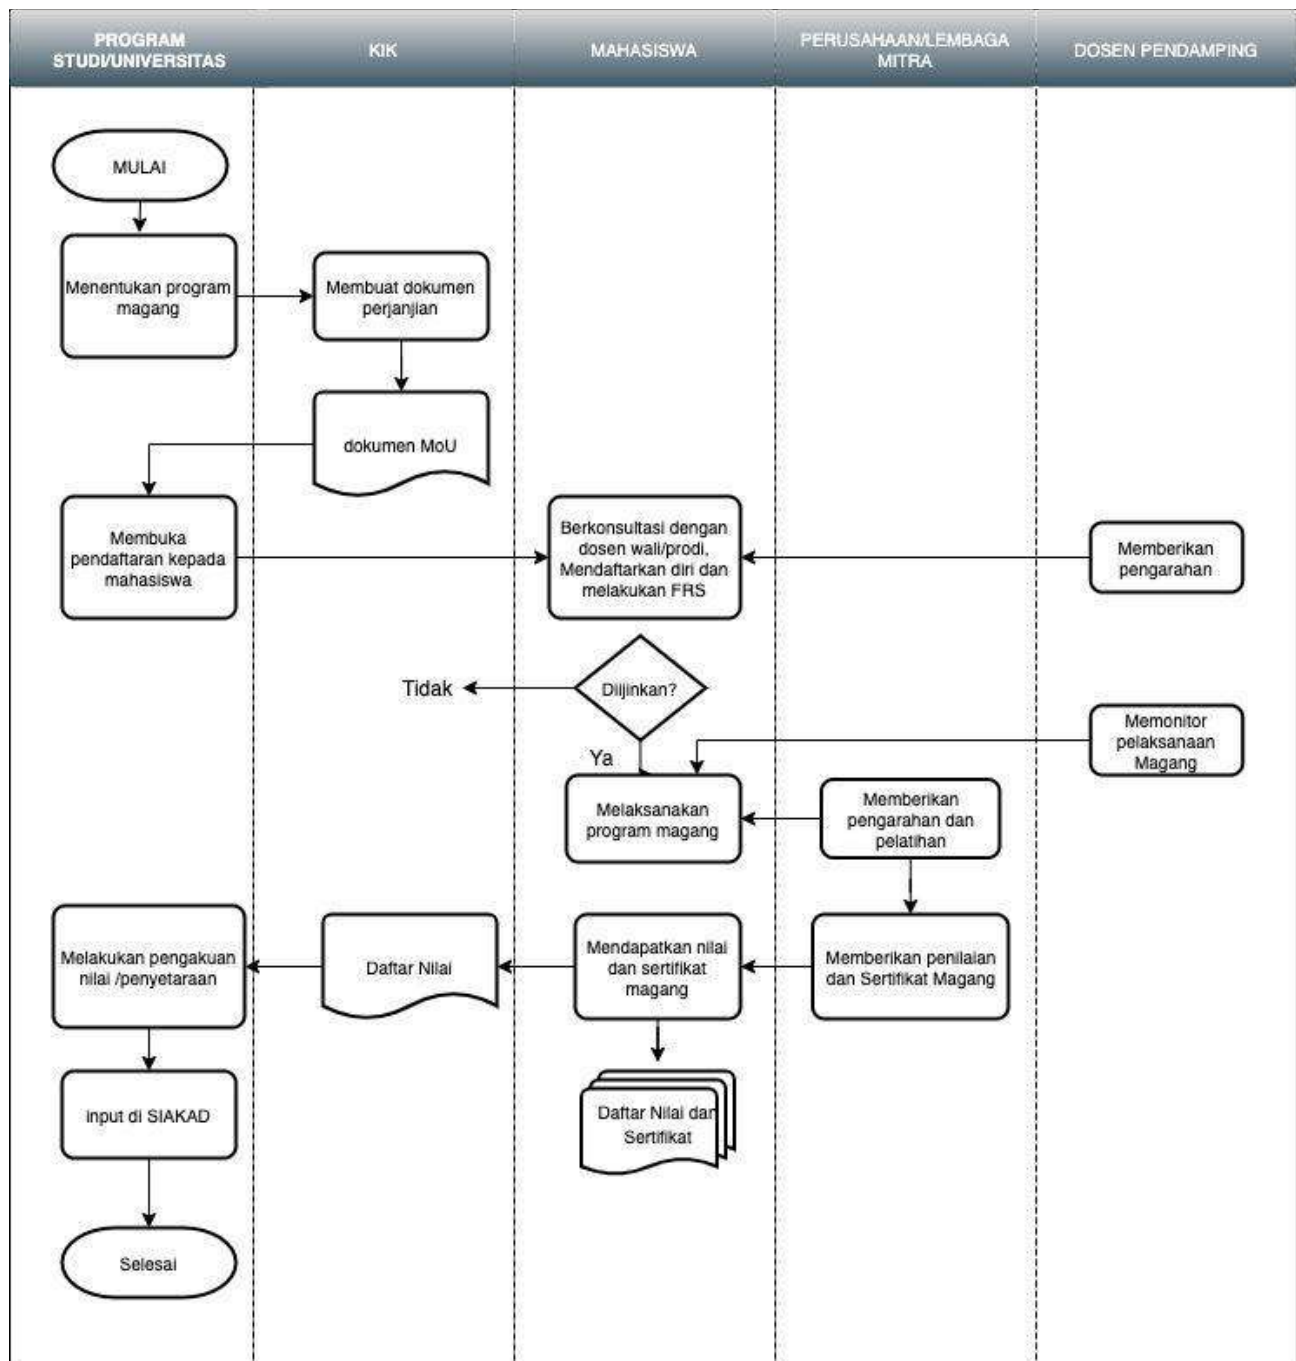 PROGRAM
STUDI/UNIVERSITAS
KIK
MAHASISWA
PERUSAHAAN/LEMBAGA
MITRA
DOSEN PENDAMPING
MULAI
Menentukan program
magang
Membuat dokumen
perjanjian
dokumen MoU
Membuka
pendaftaran kepada
mahasiswa
Berkonsultasi dengan
dosen wali/prodi,
Mendaftarkan diri dan
melakukan FRS
Memberikan
pengarahan
Diijinkan?
Tidak
Ya
Memonitor
pelaksanaan
Magang
Melaksanakan
program magang
Memberikan
pengarahan dan
pelatihan
Melakukan pengakuan
nilai /penyetaraan
Daftar Nilai
Mendapatkan nilai
dan sertifikat
magang
Memberikan penilaian
dan Sertifikat Magang
input di SIAKAD
Daftar Nilai dan
Sertifikat
Selesai